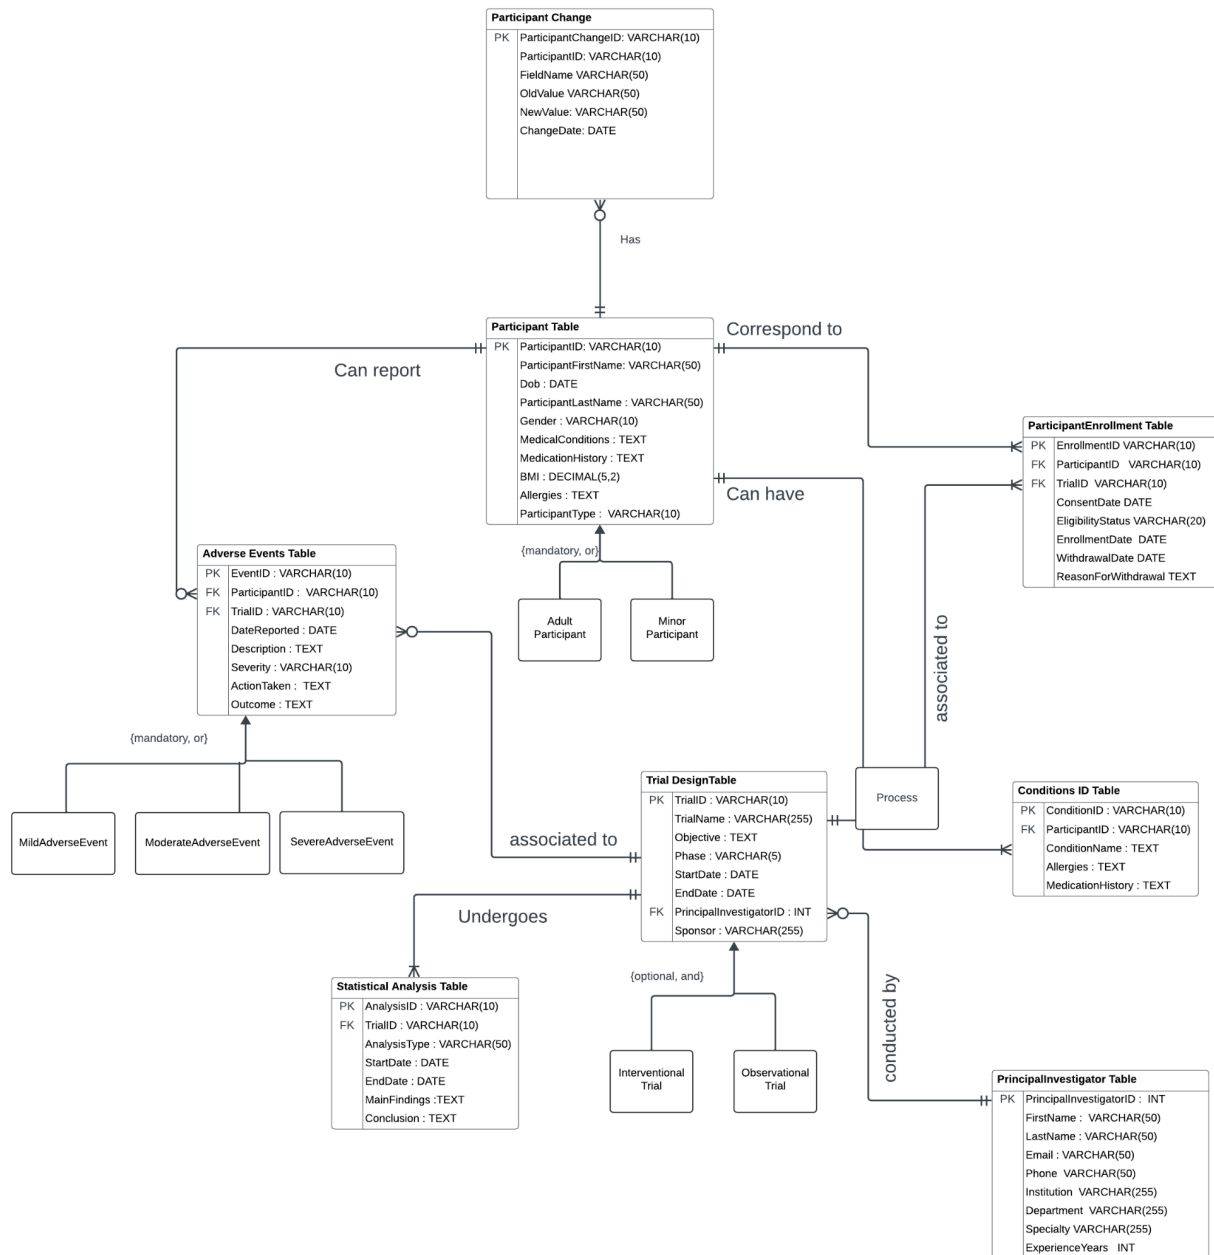 Participant Change
PK ParticipantChangeID: VARCHAR(10)
ParticipantID: VARCHAR(10)
FieldName VARCHAR(50)
OldValue VARCHAR(50)
NewValue: VARCHAR(50)
ChangeDate: DATE
Has
Participant Table
PK ParticipantID: VARCHAR(10)
ParticipantFirstName: VARCHAR(50)
Dob : DATE
ParticipantLastName : VARCHAR(50)
Gender : VARCHAR(10)
MedicalConditions : TEXT
MedicationHistory : TEXT
BMI : DECIMAL(5,2)
Allergies : TEXT
ParticipantType : VARCHAR(10)
Can report
Correspond to
Can have
ParticipantEnrollment Table
PK EnrollmentID VARCHAR(10)
FK ParticipantID VARCHAR(10)
FK TrialID VARCHAR(10)
ConsentDate DATE
EligibilityStatus VARCHAR(20)
EnrollmentDate DATE
WithdrawalDate DATE
ReasonForWithdrawal TEXT
{mandatory, or}
Adult
Participant
Minor
Participant
Adverse Events Table
PK EventID : VARCHAR(10)
FK ParticipantID : VARCHAR(10)
FK TrialID : VARCHAR(10)
DateReported : DATE
Description : TEXT
Severity : VARCHAR(10)
ActionTaken : TEXT
Outcome : TEXT
{mandatory, or}
MildAdverseEvent
ModerateAdverseEvent
SevereAdverseEvent
associated to
associated to
Process
Trial DesignTable
PK TrialID : VARCHAR(10)
TrialName : VARCHAR(255)
Objective : TEXT
Phase : VARCHAR(5)
StartDate : DATE
EndDate : DATE
FK PrincipalInvestigatorID : INT
Sponsor : VARCHAR(255)
Conditions ID Table
PK ConditionID : VARCHAR(10)
FK ParticipantID : VARCHAR(10)
ConditionName : TEXT
Allergies : TEXT
MedicationHistory : TEXT
Undergoes
{optional, and}
Interventional
Trial
Observational
Trial
conducted by
Statistical Analysis Table
PK AnalysisID : VARCHAR(10)
FK TrialID : VARCHAR(10)
AnalysisType : VARCHAR(50)
StartDate : DATE
EndDate : DATE
MainFindings :TEXT
Conclusion : TEXT
PrincipalInvestigator Table
PK PrincipalInvestigatorID : INT
FirstName : VARCHAR(50)
LastName : VARCHAR(50)
Email : VARCHAR(50)
Phone VARCHAR(50)
Institution VARCHAR(255)
Department VARCHAR(255)
Specialty VARCHAR(255)
ExperienceYears INT